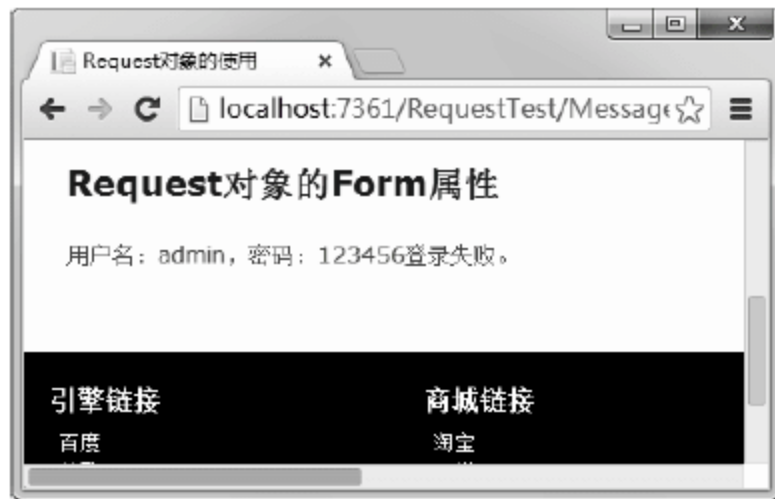 Request对象的使用
localhost:7361/RequestTest/Message
Request对象的Form属性
用户名：admin，密码：123456登录失败。
引擎链接 商城链接
百度 淘宝